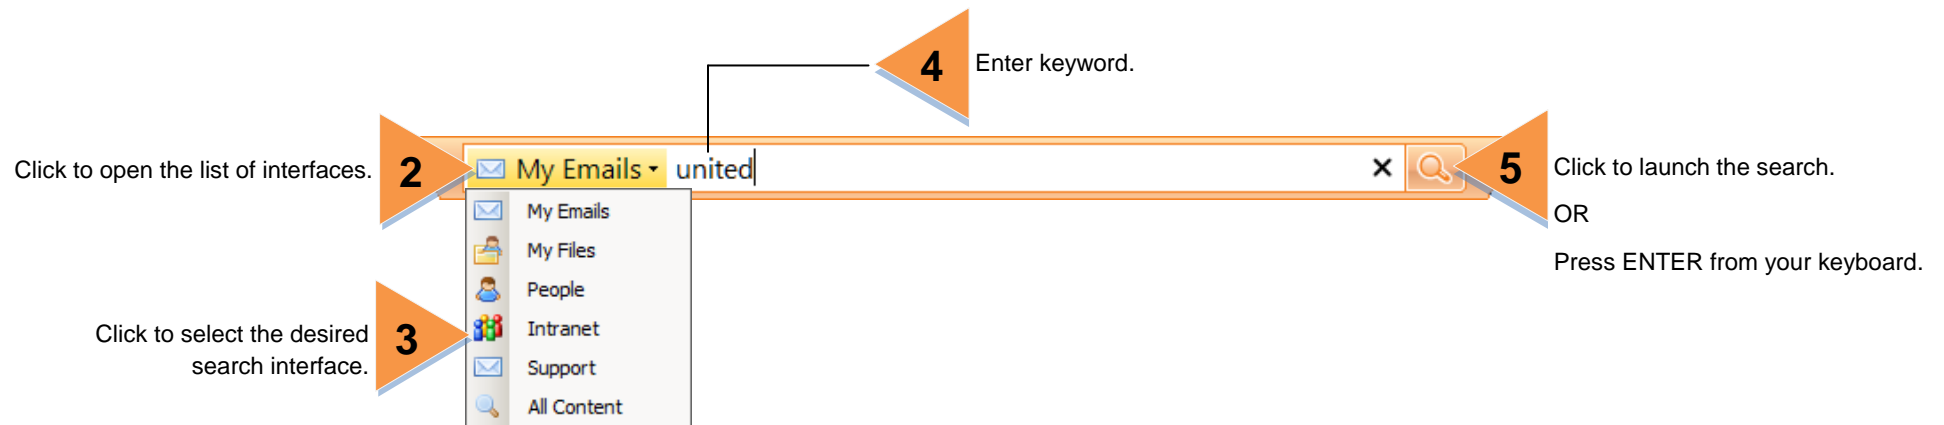 4
Enter keyword.
Click to open the list of interfaces.
2
My Emails
united
5
Click to launch the search.
OR
Press ENTER from your keyboard.
My Emails
My Files
People
Intranet
Support
All Content
Click to select the desired
search interface.
3